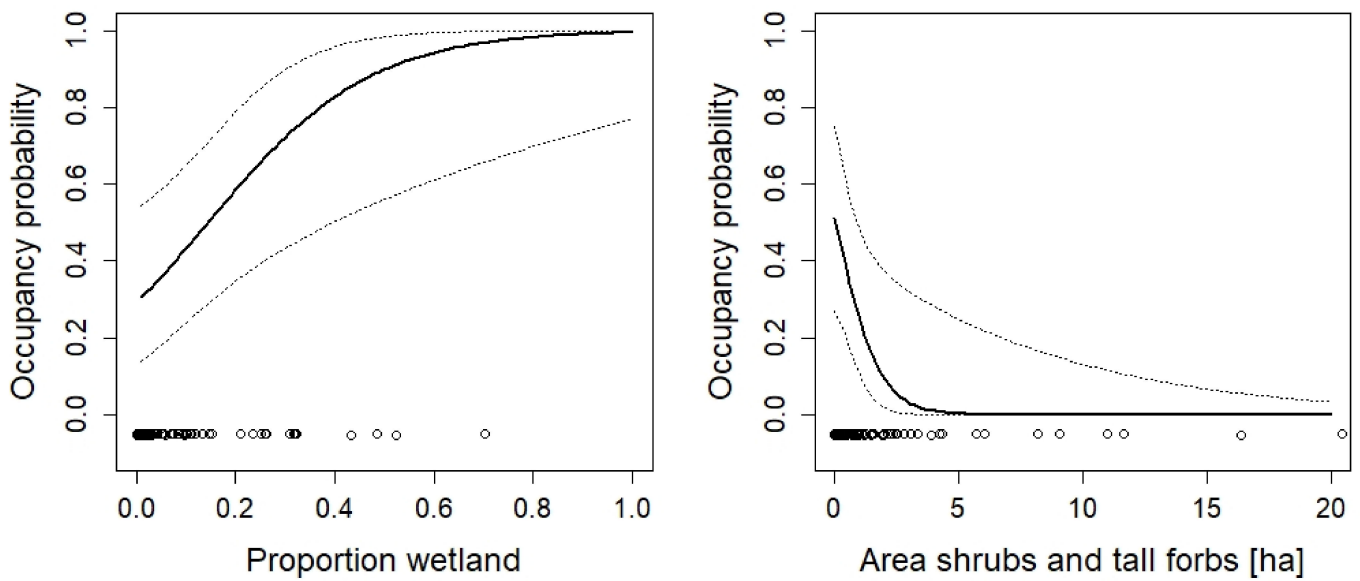 Occupancy probability
1.0
0.8
0.6
0.4
0.2
0.0
0.0 0.2 0.4 0.6 0.8 1.0
Proportion wetland
Occupancy probability
1.0
0.8
0.6
0.4
0.2
0.0
0 5 10 15 20
Area shrubs and tall forbs [ha]